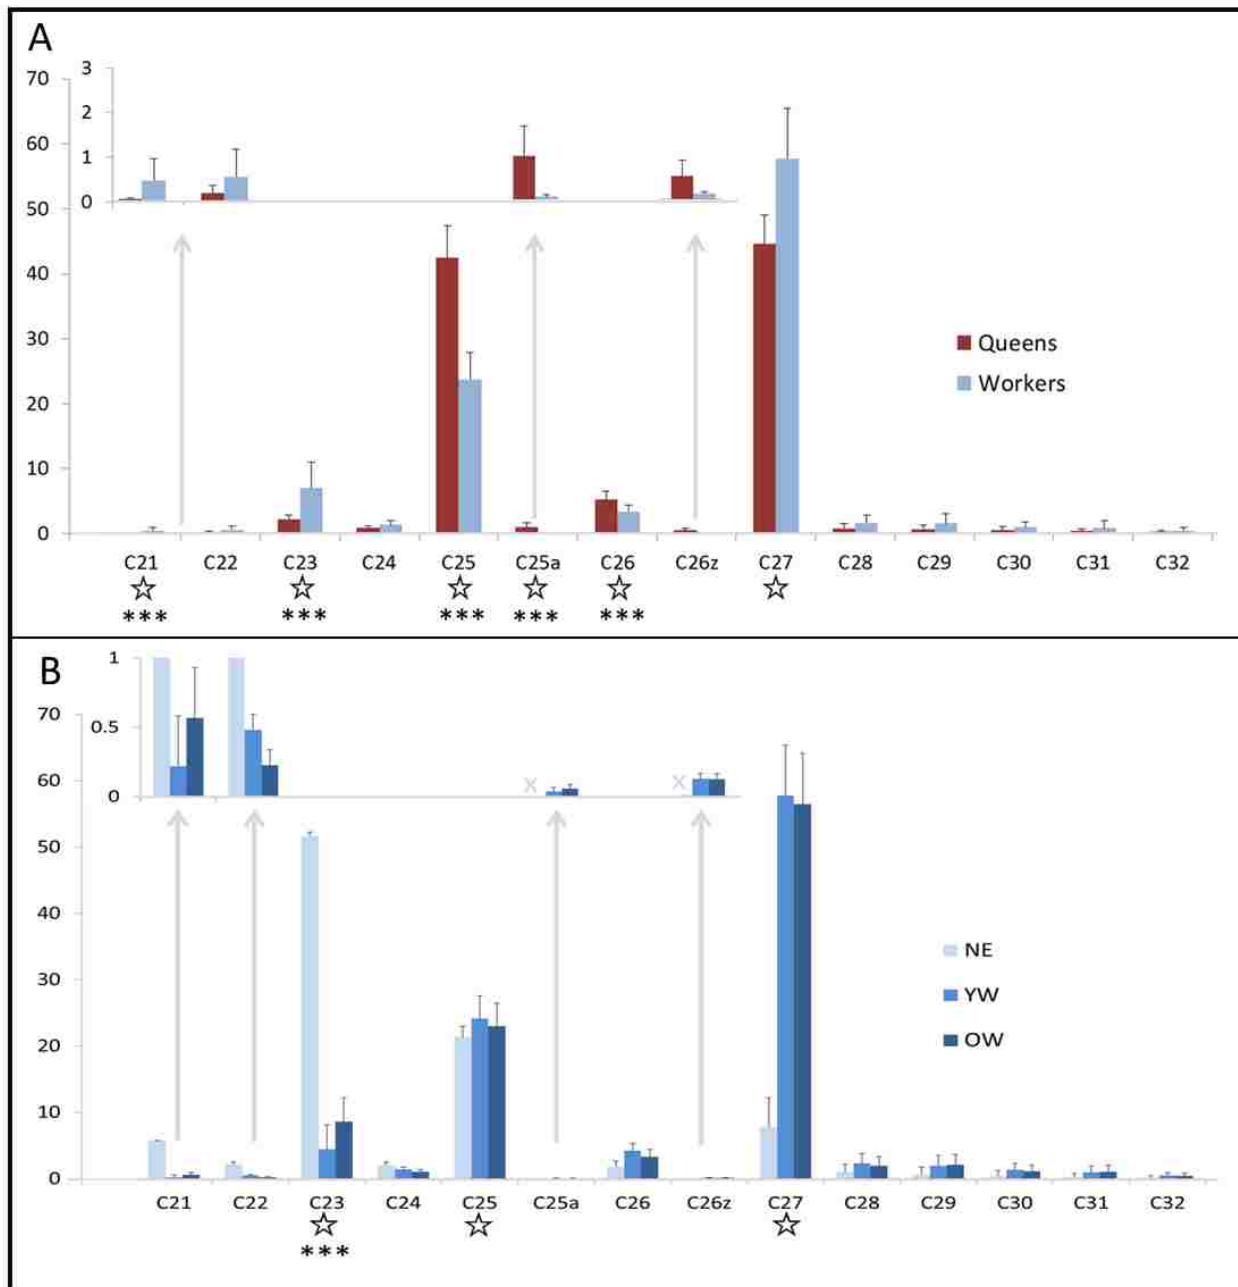 A
3
2
1
0
70
60
50
40
30
20
10
0
Queens
Workers
C21 C22 C23 C24 C25 C25a C26 C26z C27 C28 C29 C30 C31 C32
☆ ☆ ☆ ☆ ☆ ☆
*** *** *** *** ***
B
1
0.5
0
X X
70
60
50
40
30
20
10
0
NE
YW
OW
C21 C22 C23 C24 C25 C25a C26 C26z C27 C28 C29 C30 C31 C32
☆ ☆ ☆
***